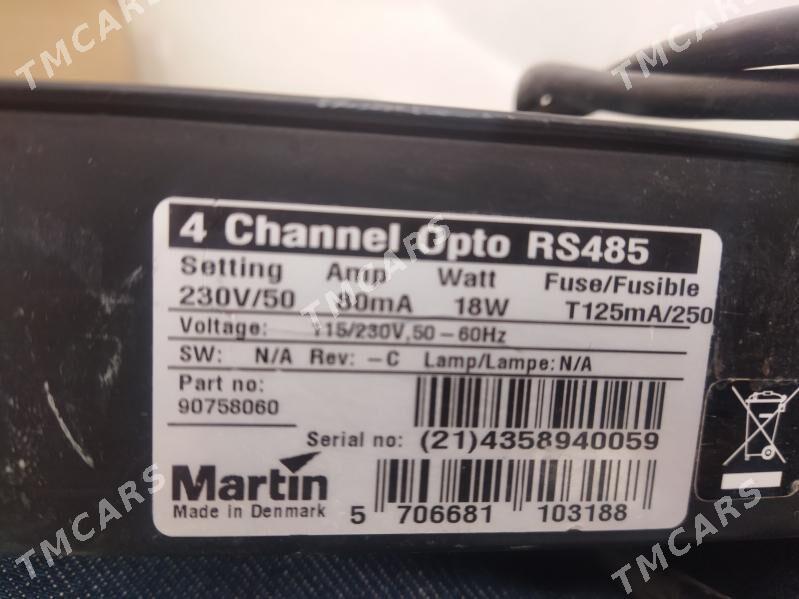 TMCARS
TMCARS
4 Channel Opto RS485
Setting Amp Watt Fuse/Fusible
230V/50 80mA 18W T125mA/250
Voltage: 115/230V,50-60Hz
SW: N/A Rev: -C Lamp/Lampe: N/A
Part no:
90758060
Serial no: (21)4358940059
Martin
Made in Denmark
5 706681 103188
TMCARS
TMCARS
TMCARS
TMCARS